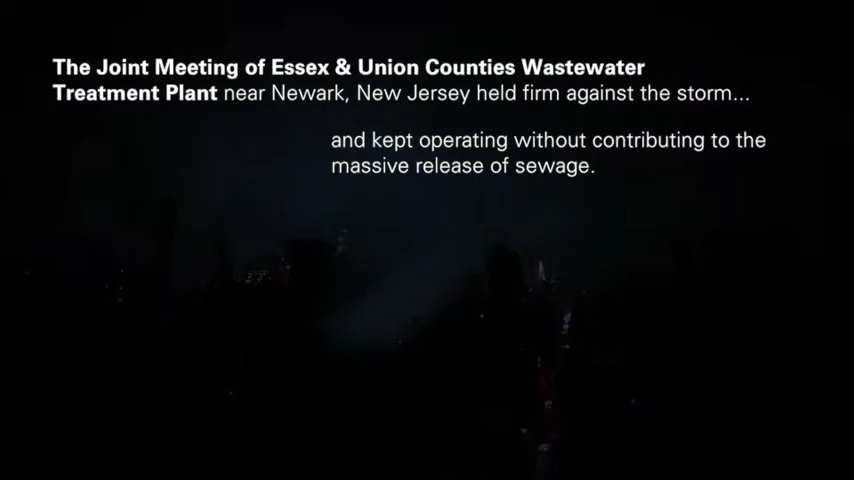 The Joint Meeting of Essex & Union Counties Wastewater
Treatment Plant near Newark, New Jersey held firm against the storm...
and kept operating without contributing to the
massive release of sewage.